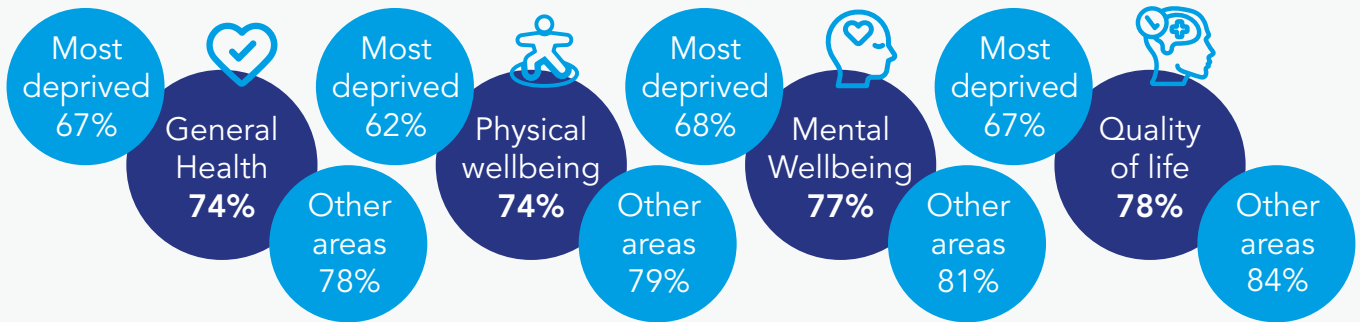 Most
deprived
67%
General
Health
74%
Other
areas
78%
Most
deprived
62%
Physical
wellbeing
74%
Other
areas
79%
Most
deprived
68%
Mental
Wellbeing
77%
Other
areas
81%
Most
deprived
67%
Quality
of life
78%
Other
areas
84%